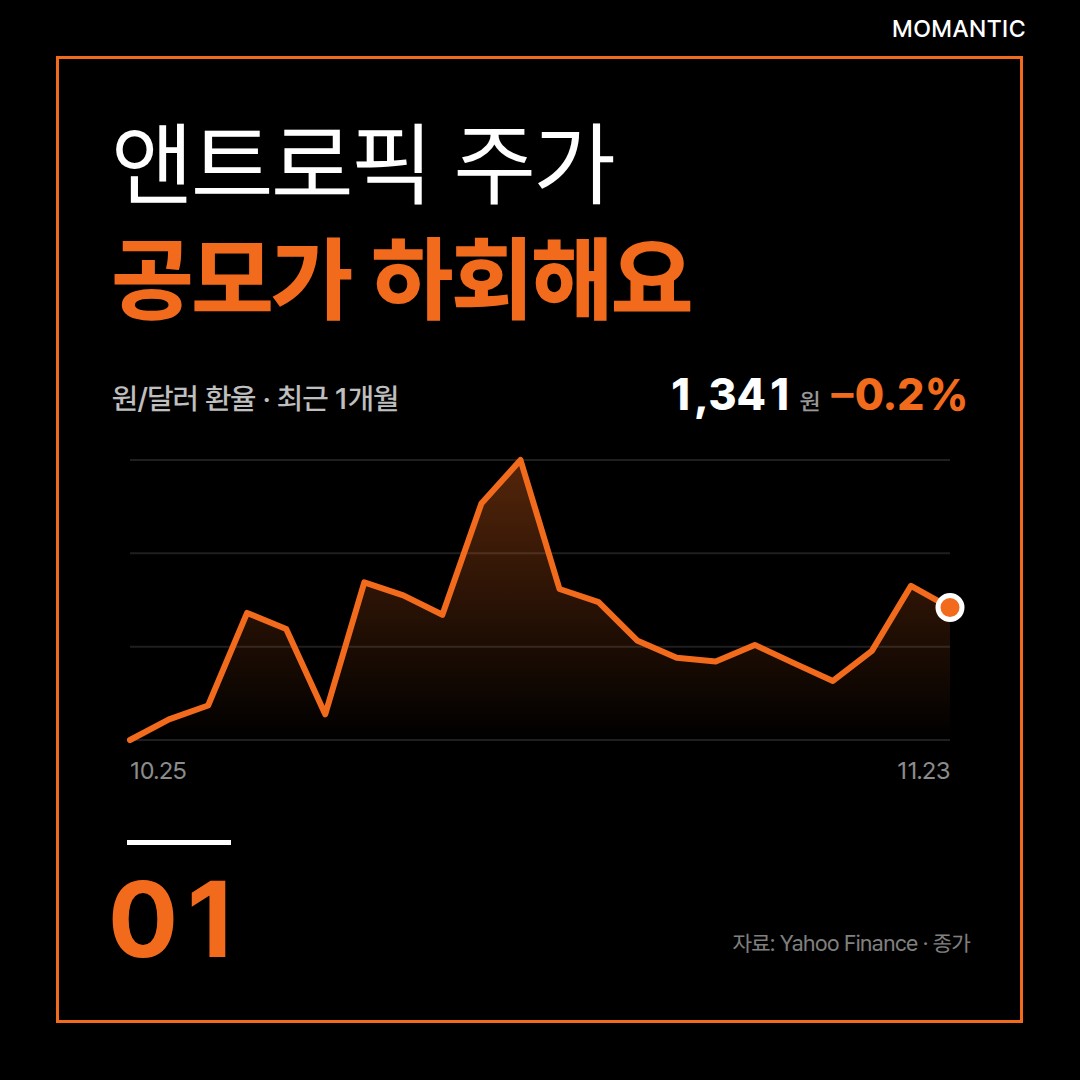 MOMANTIC
앤트로픽 주가
공모가 하회해요
원/달러 환율 · 최근 1개월
1,341 원 −0.2%
10.25
11.23
01
자료: Yahoo Finance · 종가